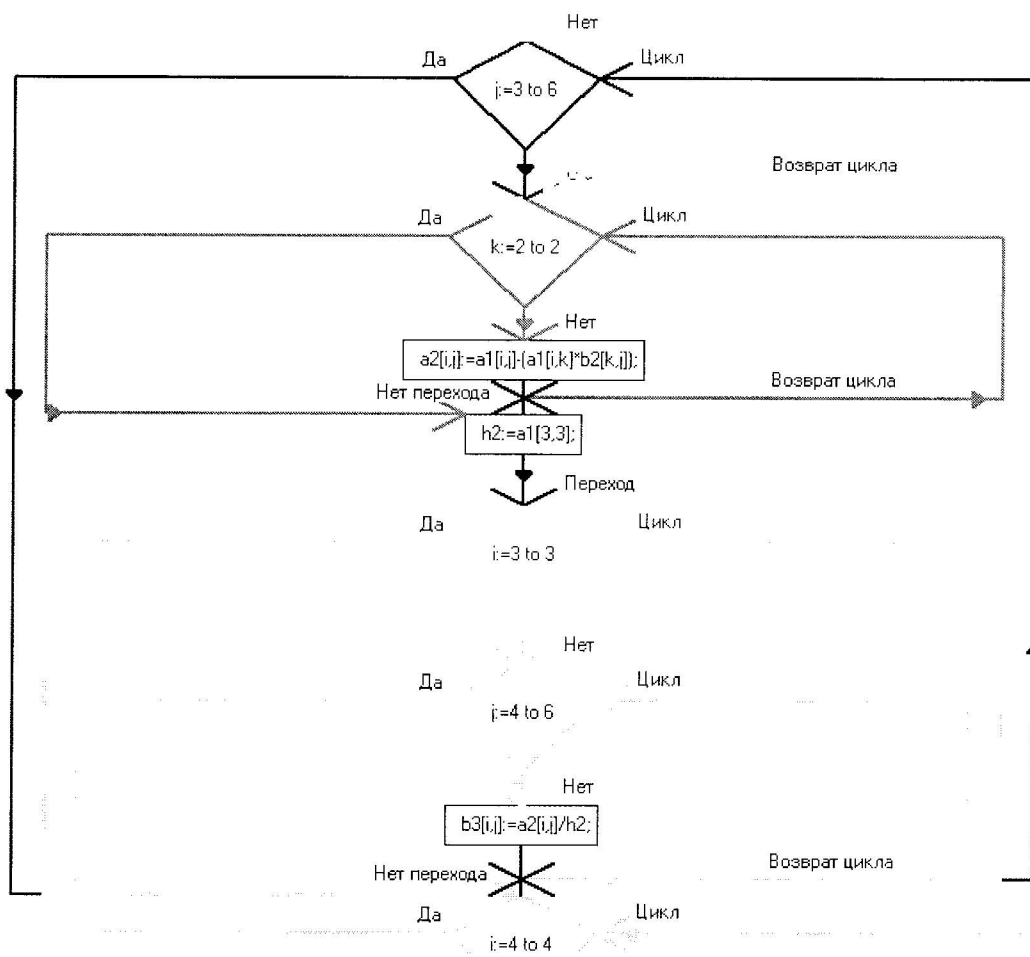 Нет
Да
Цикл
j:=3 to 6
Возврат цикла
Да
Цикл
k:=2 to 2
Нет
a2[i,j]:=a1[i,j]-(a1[i,k]*b2[k,j]);
Нет перехода
Возврат цикла
h2:=a1[3,3];
Переход
Да
Цикл
i:=3 to 3
Нет
Да
Цикл
j:=4 to 6
Нет
b3[i,j]:=a2[i,j]/h2;
Нет перехода
Возврат цикла
Да
Цикл
i:=4 to 4